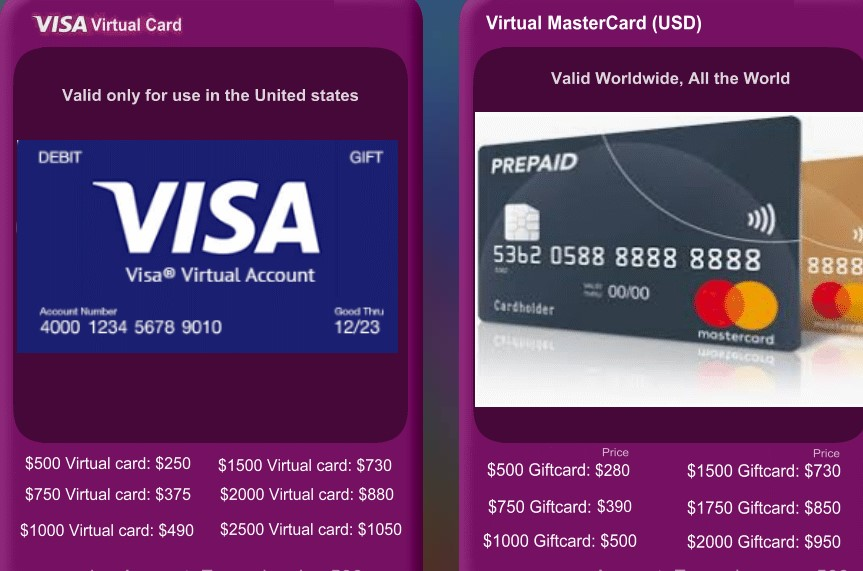 VISA Virtual Card
Valid only for use in the United states
DEBIT GIFT
VISA
Visa® Virtual Account
Account Number Good Thru
4000 1234 5678 9010 12/23
$500 Virtual card: $250 $1500 Virtual card: $730
$750 Virtual card: $375 $2000 Virtual card: $880
$1000 Virtual card: $490 $2500 Virtual card: $1050
Virtual MasterCard (USD)
Valid Worldwide, All the World
PREPAID
5362 0588 8888 8888
8888
VALID
THRU 00/00
Cardholder
mastercard
Price Price
$500 Giftcard: $280 $1500 Giftcard: $730
$750 Giftcard: $390 $1750 Giftcard: $850
$1000 Giftcard: $500 $2000 Giftcard: $950